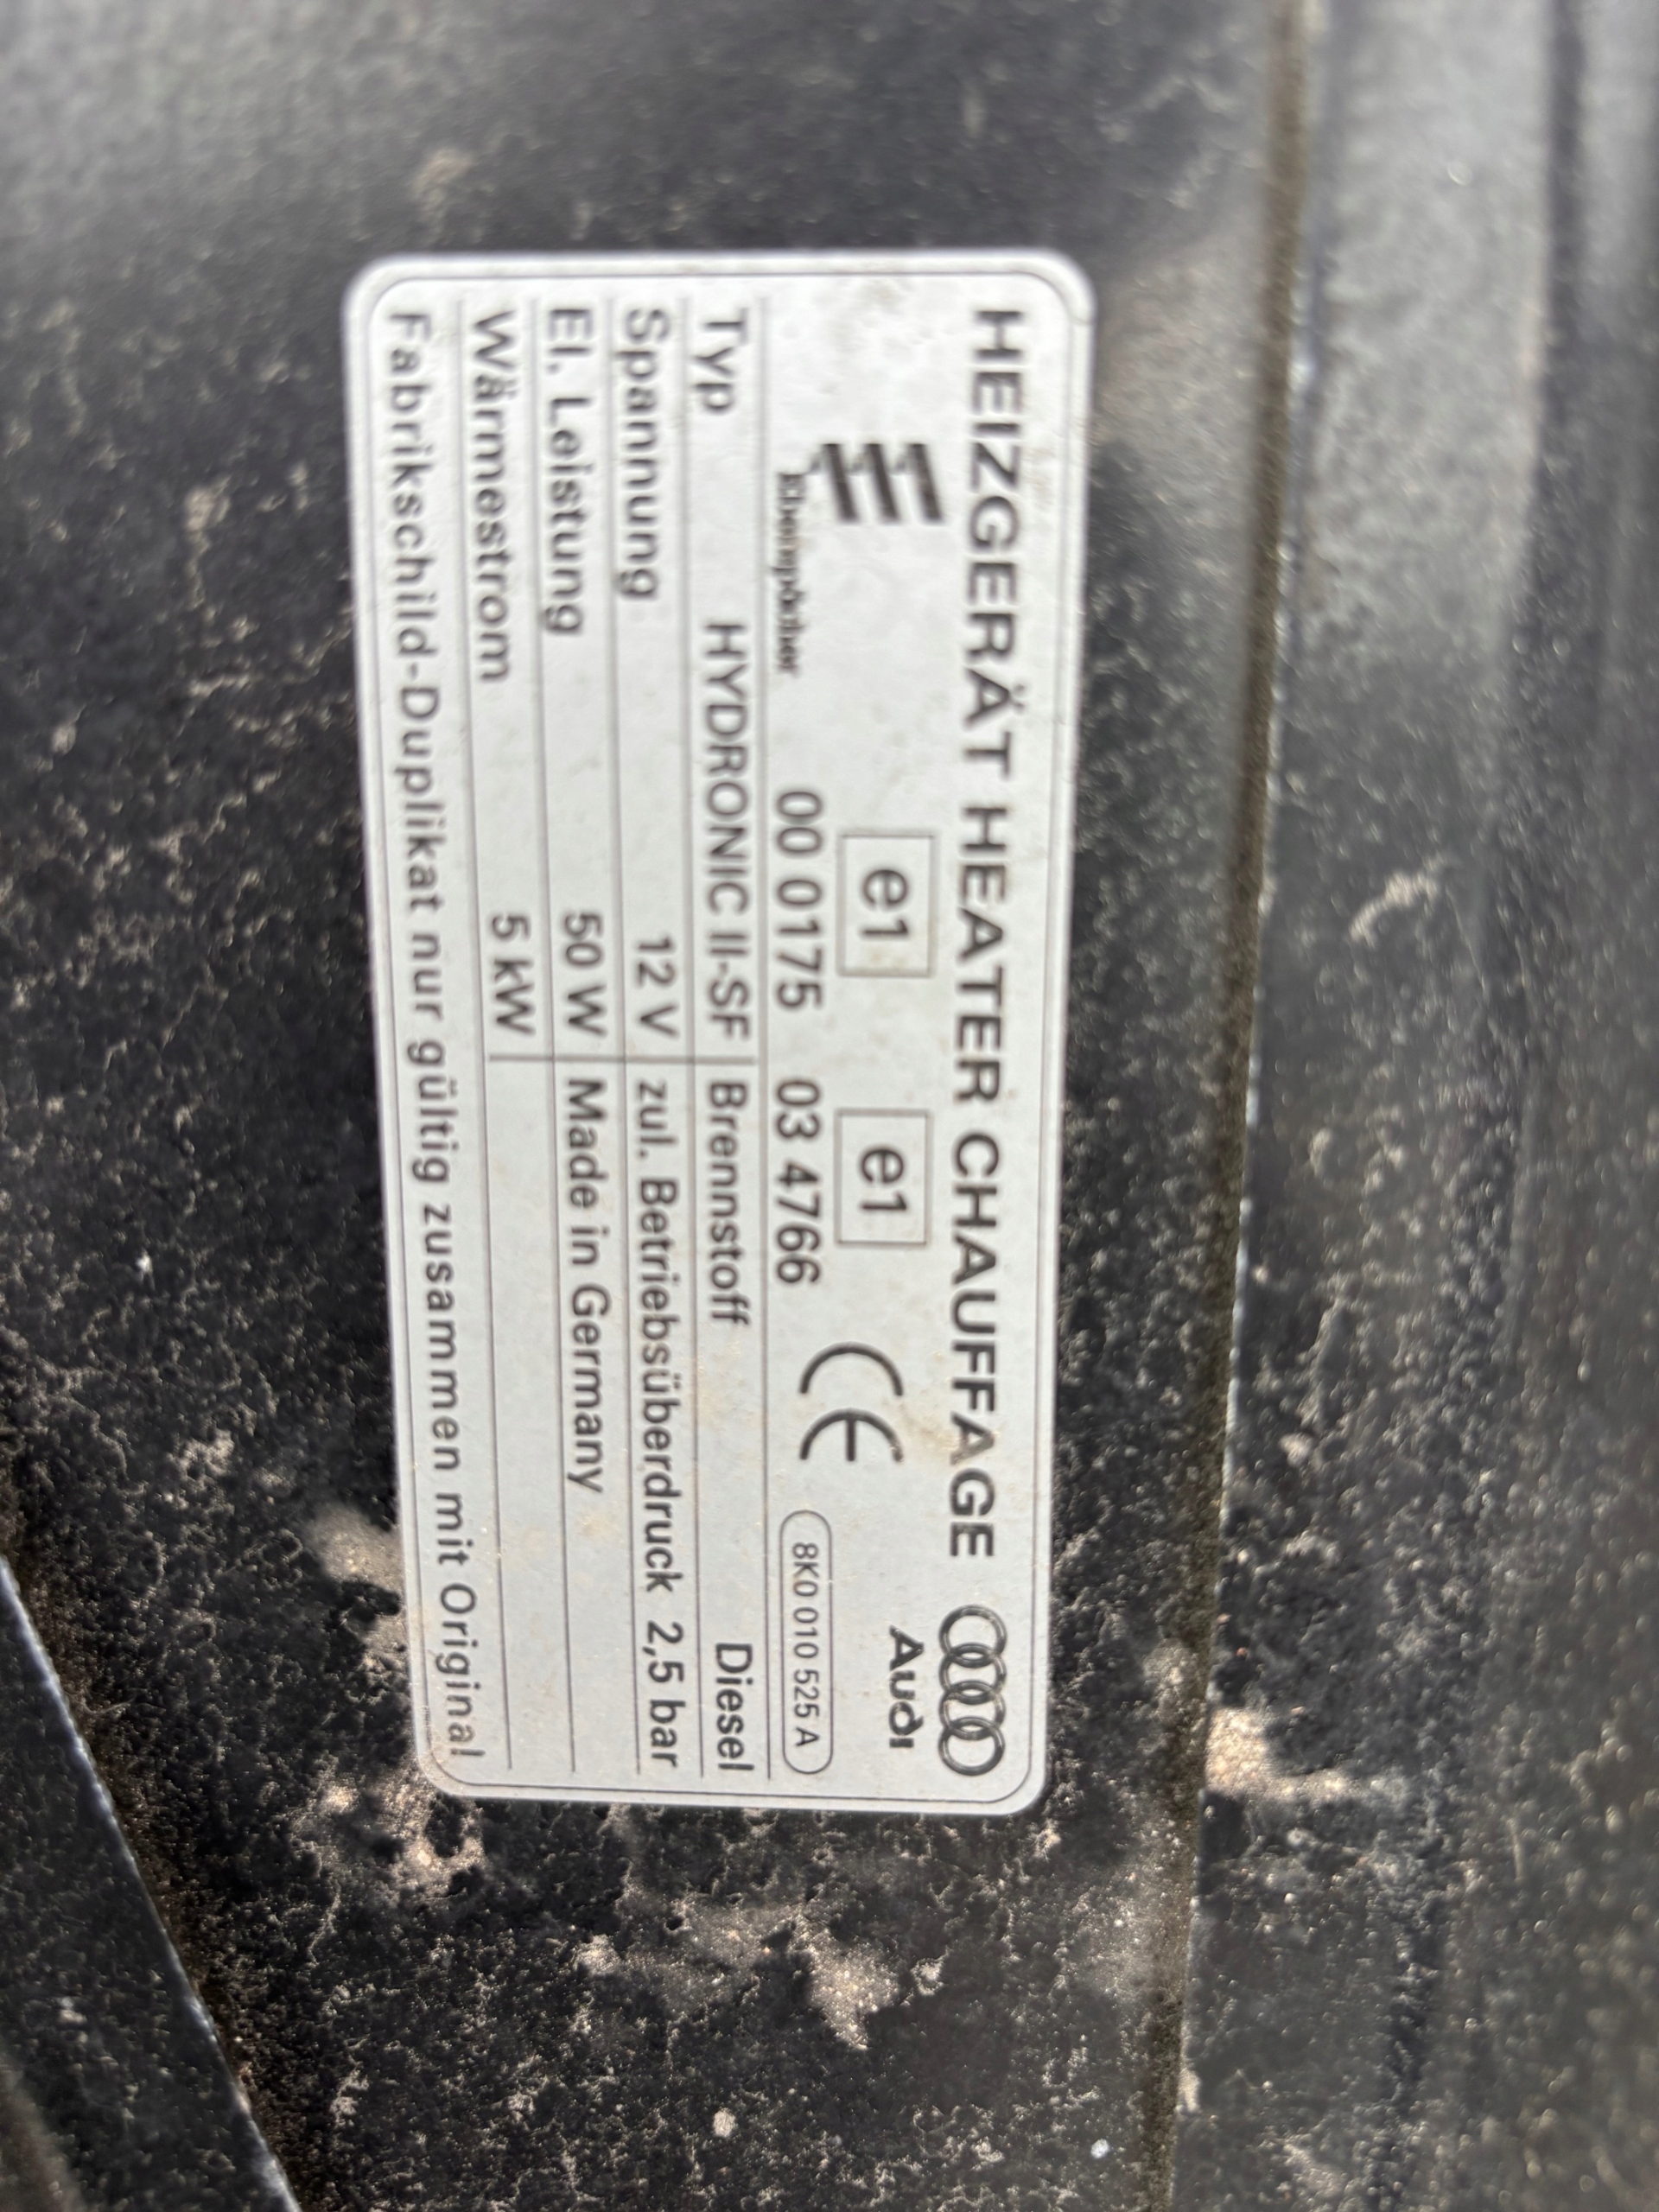 HEIZGERÄT HEATER CHAUFFAGE
Audi
Eberspächer
e1 e1 CE
00 0175 03 4766 8K0 010 525 A
Typ HYDRONIC II-SF Brennstoff Diesel
Spannung 12 V zul. Betriebsüberdruck 2,5 bar
El. Leistung 50 W Made in Germany
Wärmestrom 5 kW
Fabrikschild-Duplikat nur gültig zusammen mit Original